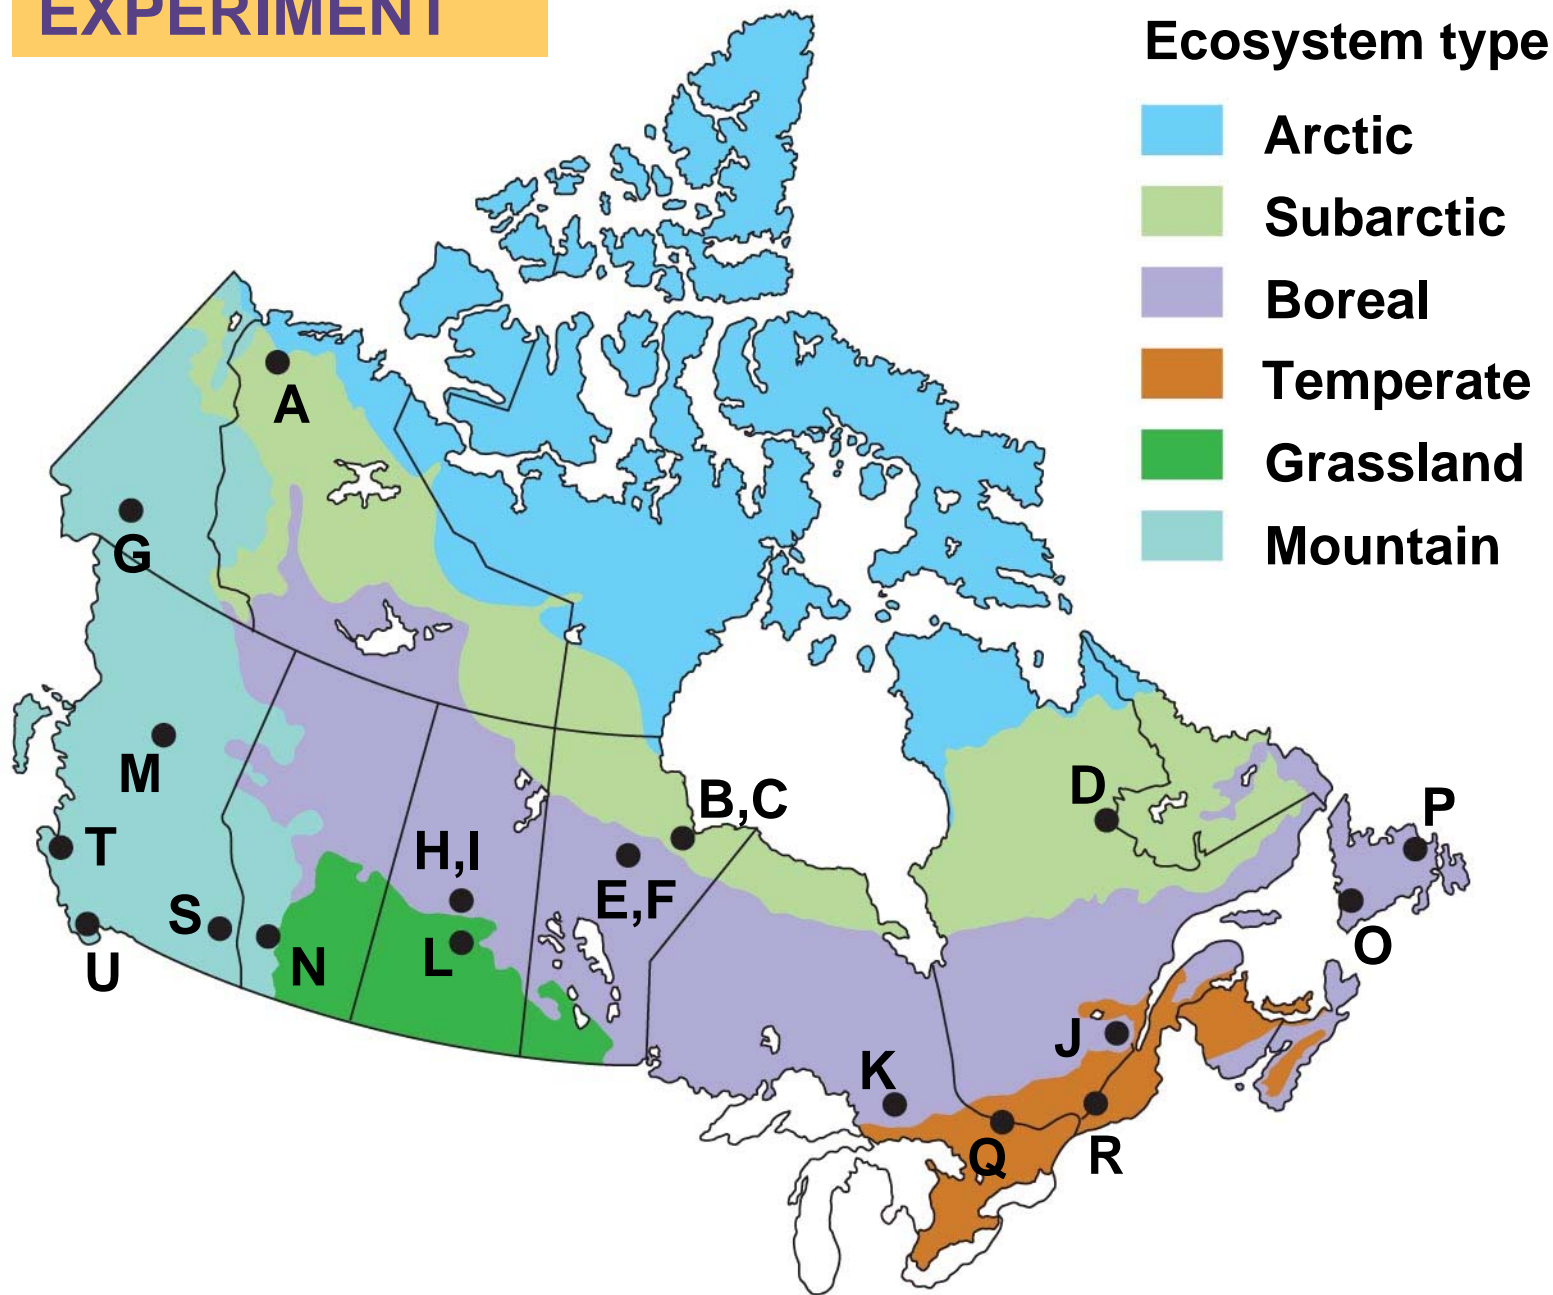 EXPERIMENT
Ecosystem type
Arctic
Subarctic
Boreal
Temperate
Grassland
Mountain
A
G
M
B,C
D
P
T
H,I
E,F
S
N
L
U
O
J
K
Q
R